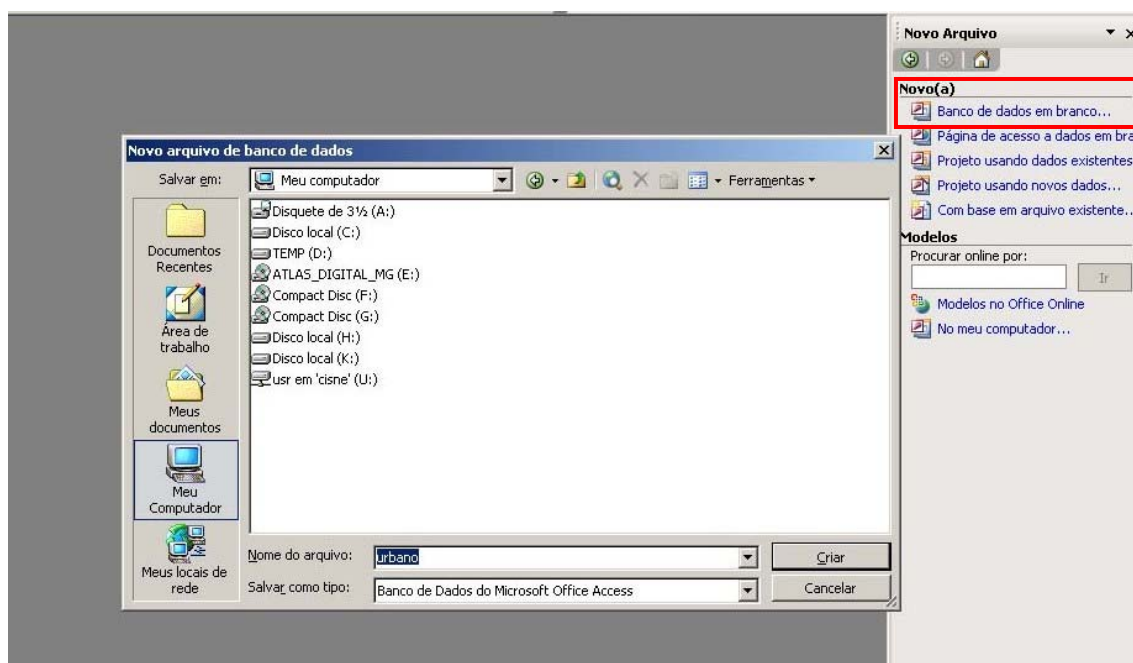 Novo Arquivo
Novo(a)
Banco de dados em branco...
Página de acesso a dados em bra
Projeto usando dados existentes
Projeto usando novos dados...
Com base em arquivo existente..
Modelos
Procurar online por:
Ir
Modelos no Office Online
No meu computador...
Novo arquivo de banco de dados
Salvar em:
Meu computador
Ferramentas
Documentos
Recentes
Área de
trabalho
Meus
documentos
Meu
Computador
Meus locais de
rede
Disquete de 3½ (A:)
Disco local (C:)
TEMP (D:)
ATLAS_DIGITAL_MG (E:)
Compact Disc (F:)
Compact Disc (G:)
Disco local (H:)
Disco local (K:)
usr em 'cisne' (U:)
Nome do arquivo:
urbano
Criar
Salvar como tipo:
Banco de Dados do Microsoft Office Access
Cancelar